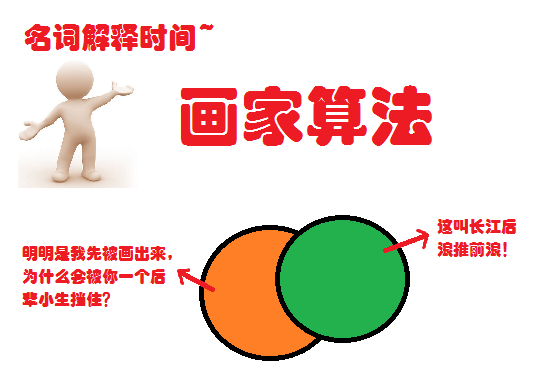 名词解释时间~
画家算法
这叫长江后
浪推前浪！
明明是我先被画出来，
为什么会被你一个后
辈小生挡住？